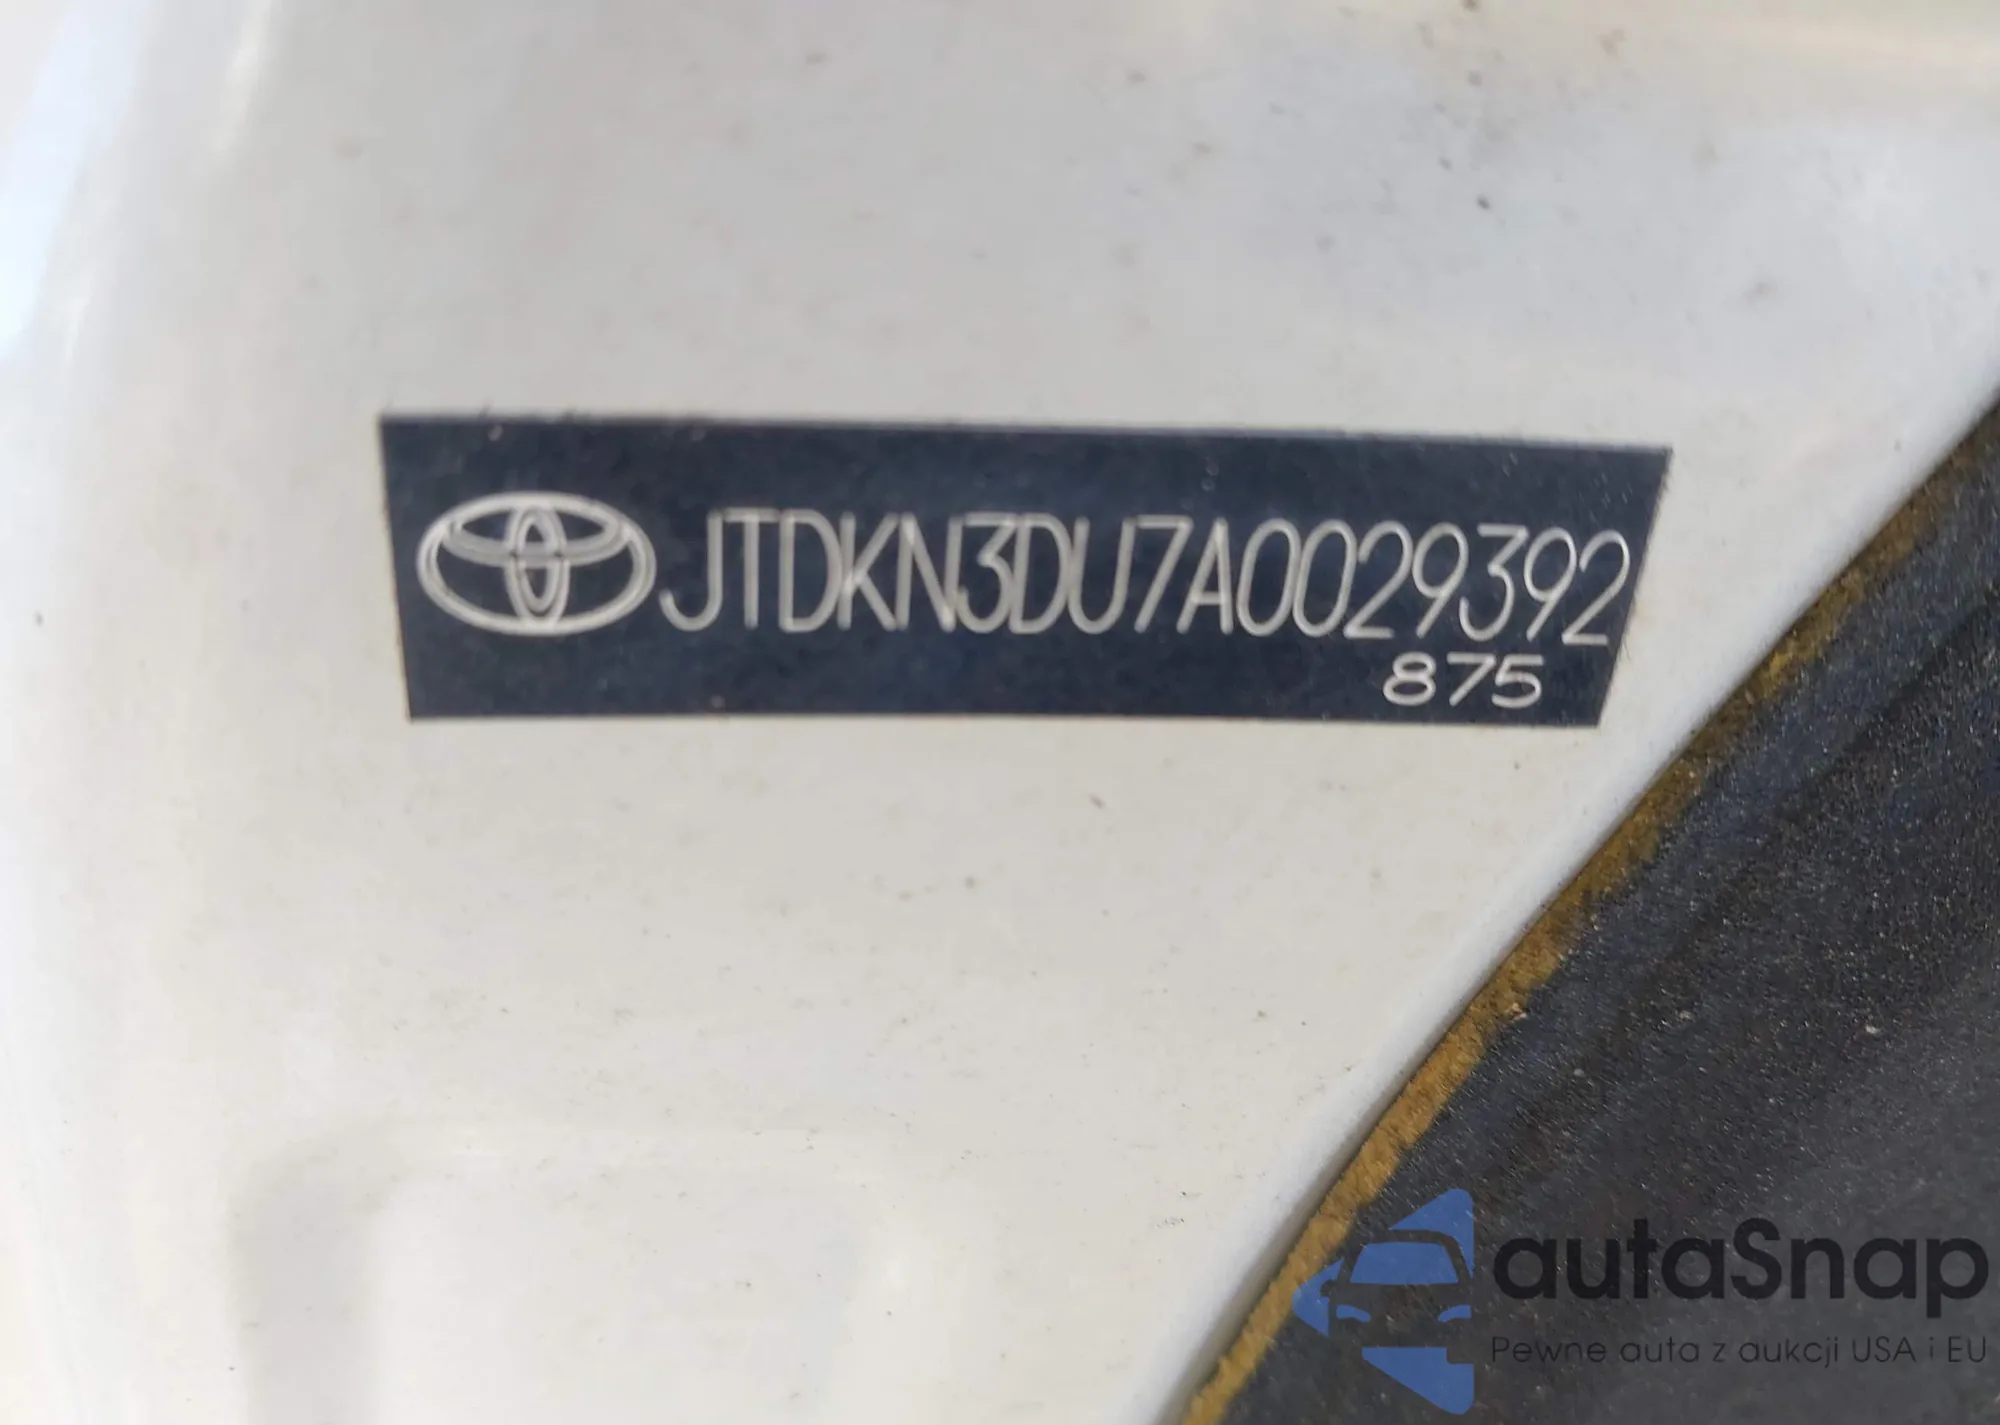 JTDKN3DU7A0029392
875
autaSnap
Pewne auta z aukcji USA i EU